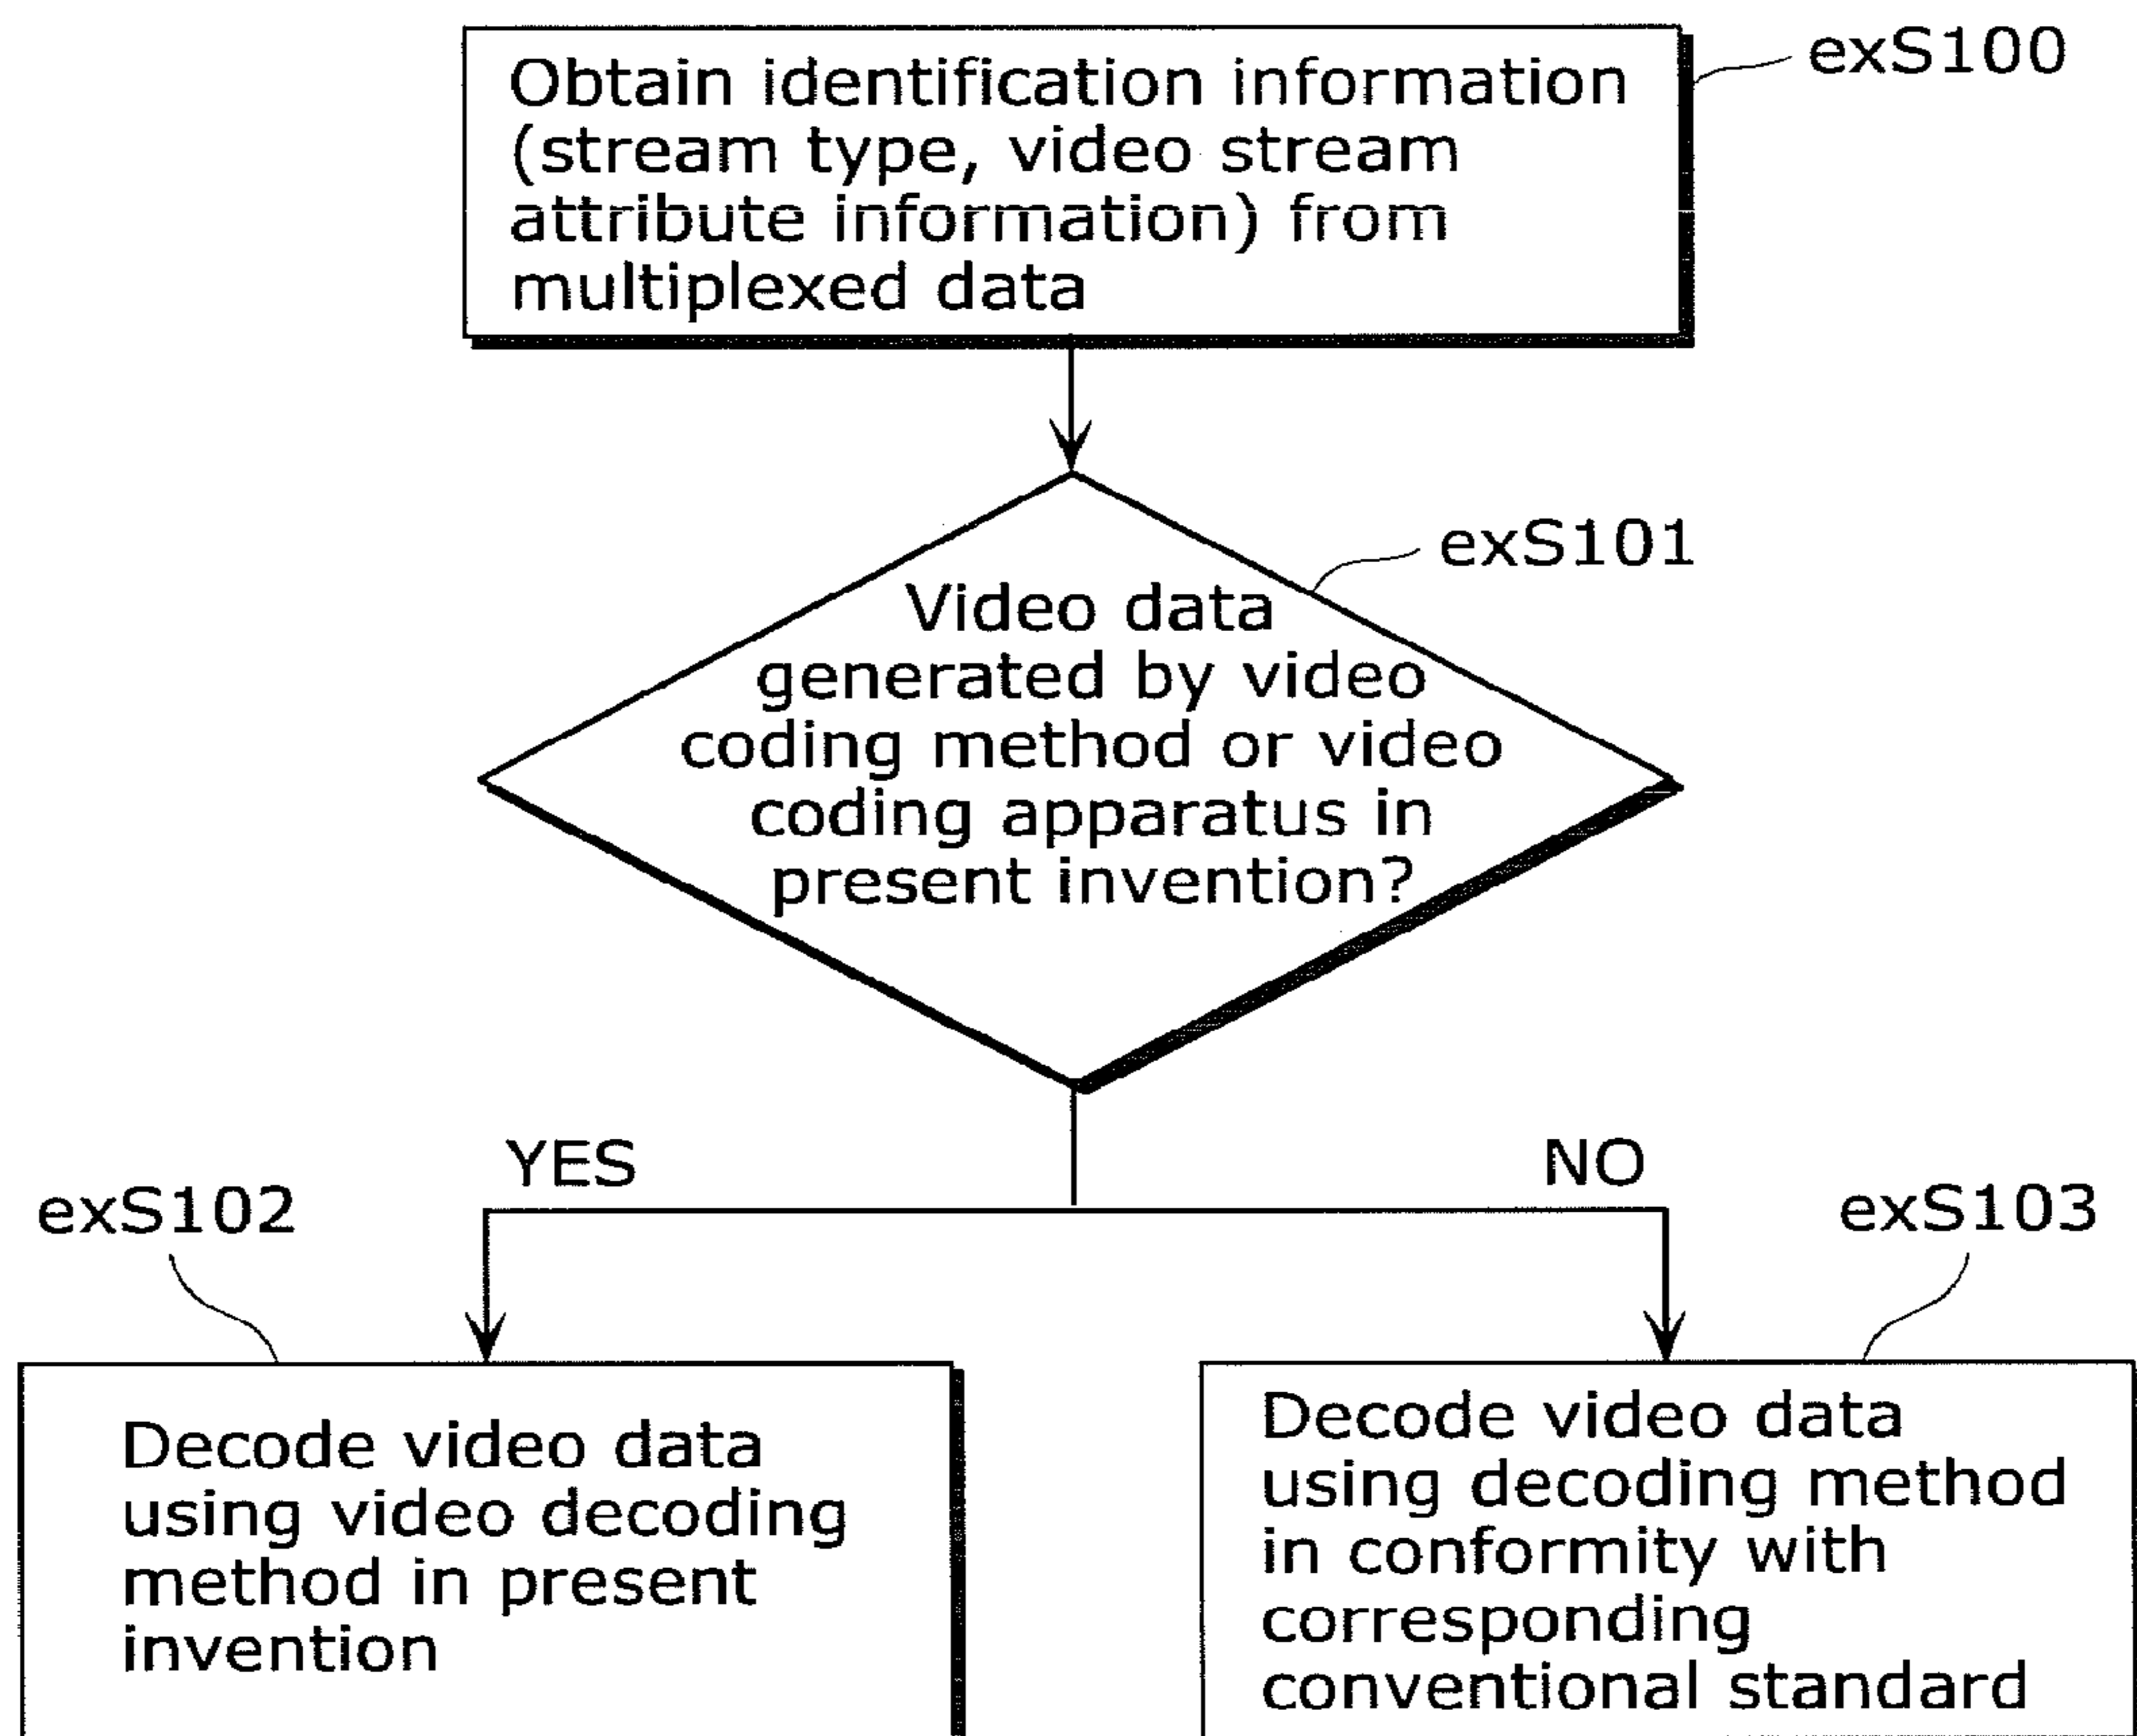 Obtain identification information
(stream type, video stream
attribute information) from
multiplexed data
exS100
exS101
Video data
generated by video
coding method or video
coding apparatus in
present invention?
YES
NO
exS102
exS103
Decode video data
using video decoding
method in present
invention
Decode video data
using decoding method
in conformity with
corresponding
conventional standard